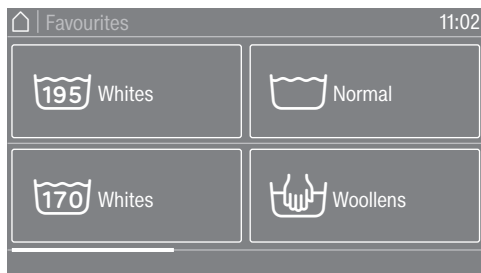 Favourites 11:02
195 Whites
Normal
170 Whites
Woollens